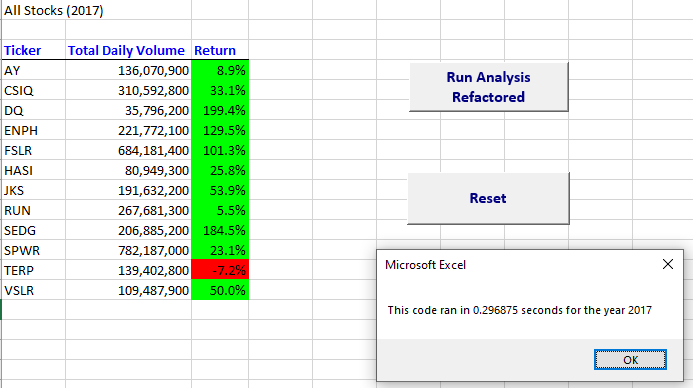 All Stocks (2017)
Ticker Total Daily Volume Return
AY 136,070,900 8.9%
CSIQ 310,592,800 33.1%
DQ 35,796,200 199.4%
ENPH 221,772,100 129.5%
FSLR 684,181,400 101.3%
HASI 80,949,300 25.8%
JKS 191,632,200 53.9%
RUN 267,681,300 5.5%
SEDG 206,885,200 184.5%
SPWR 782,187,000 23.1%
TERP 139,402,800 -7.2%
VSLR 109,487,900 50.0%
Run Analysis
Refactored
Reset
Microsoft Excel
This code ran in 0.296875 seconds for the year 2017
OK